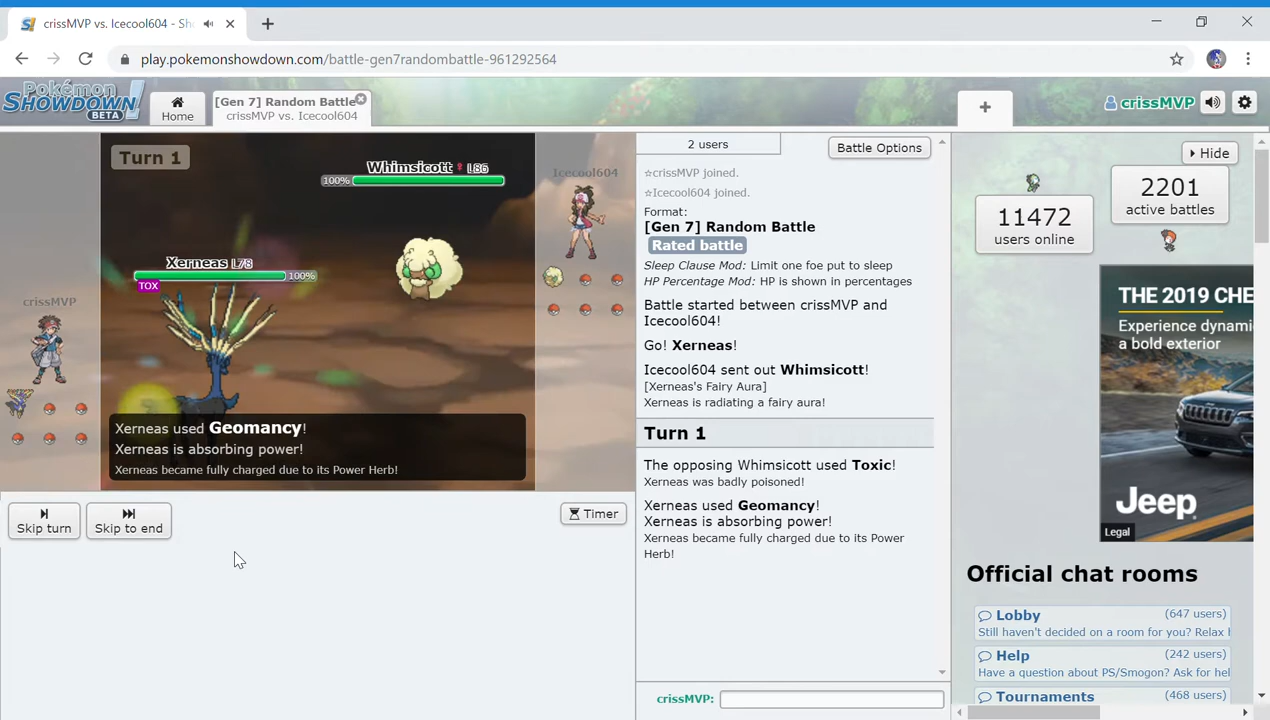 crissMVP vs. Icecool604 - Sh
play.pokemonshowdown.com/battle-gen7randombattle-961292564
Pokémon
SHOWDOWN!
BETA
Home
[Gen 7] Random Battle
crissMVP vs. Icecool604
crissMVP
Turn 1
Whimsicott ♀ L86
100%
Icecool604
Xerneas L78
100%
TOX
crissMVP
Xerneas used Geomancy!
Xerneas is absorbing power!
Xerneas became fully charged due to its Power Herb!
Skip turn
Skip to end
Timer
2 users
Battle Options
☆crissMVP joined.
☆Icecool604 joined.
Format:
[Gen 7] Random Battle
Rated battle
Sleep Clause Mod: Limit one foe put to sleep
HP Percentage Mod: HP is shown in percentages
Battle started between crissMVP and
Icecool604!
Go! Xerneas!
Icecool604 sent out Whimsicott!
[Xerneas's Fairy Aura]
Xerneas is radiating a fairy aura!
Turn 1
The opposing Whimsicott used Toxic!
Xerneas was badly poisoned!
Xerneas used Geomancy!
Xerneas is absorbing power!
Xerneas became fully charged due to its Power
Herb!
crissMVP:
Hide
11472
users online
2201
active battles
THE 2019 CHE
Experience dynami
a bold exterior
Jeep
Legal
Official chat rooms
Lobby
(647 users)
Still haven't decided on a room for you? Relax
Help
(242 users)
Have a question about PS/Smogon? Ask for hel
Tournaments
(468 users)